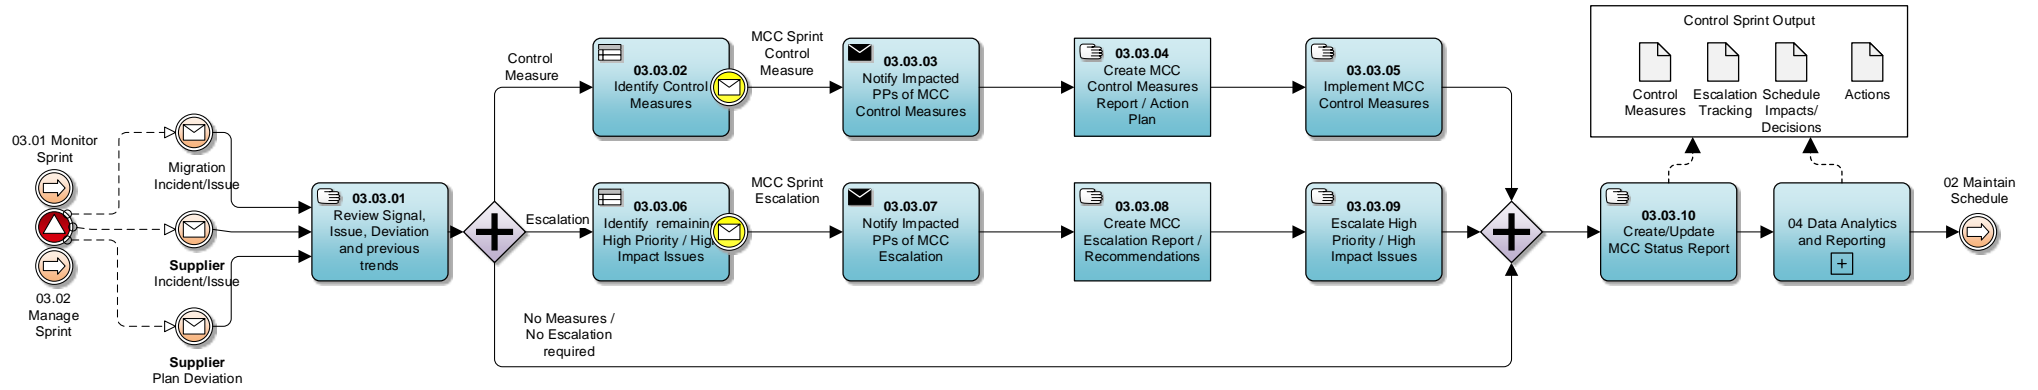 03.01 Monitor
Sprint
03.02
Manage
Sprint
Migration
Incident/Issue
Supplier
Incident/Issue
Supplier
Plan Deviation
03.03.01
Review Signal,
Issue, Deviation
and previous
trends
Control
Measure
Escalation
No Measures /
No Escalation
required
03.03.02
Identify Control
Measures
MCC Sprint
Control
Measure
03.03.03
Notify Impacted
PPs of MCC
Control Measures
03.03.04
Create MCC
Control Measures
Report / Action
Plan
03.03.05
Implement MCC
Control Measures
03.03.06
Identify remaining
High Priority / High
Impact Issues
MCC Sprint
Escalation
03.03.07
Notify Impacted
PPs of MCC
Escalation
03.03.08
Create MCC
Escalation Report /
Recommendations
03.03.09
Escalate High
Priority / High
Impact Issues
Control Sprint Output
Control
Measures
Escalation
Tracking
Schedule
Impacts/
Decisions
Actions
03.03.10
Create/Update
MCC Status Report
04 Data Analytics
and Reporting
02 Maintain
Schedule